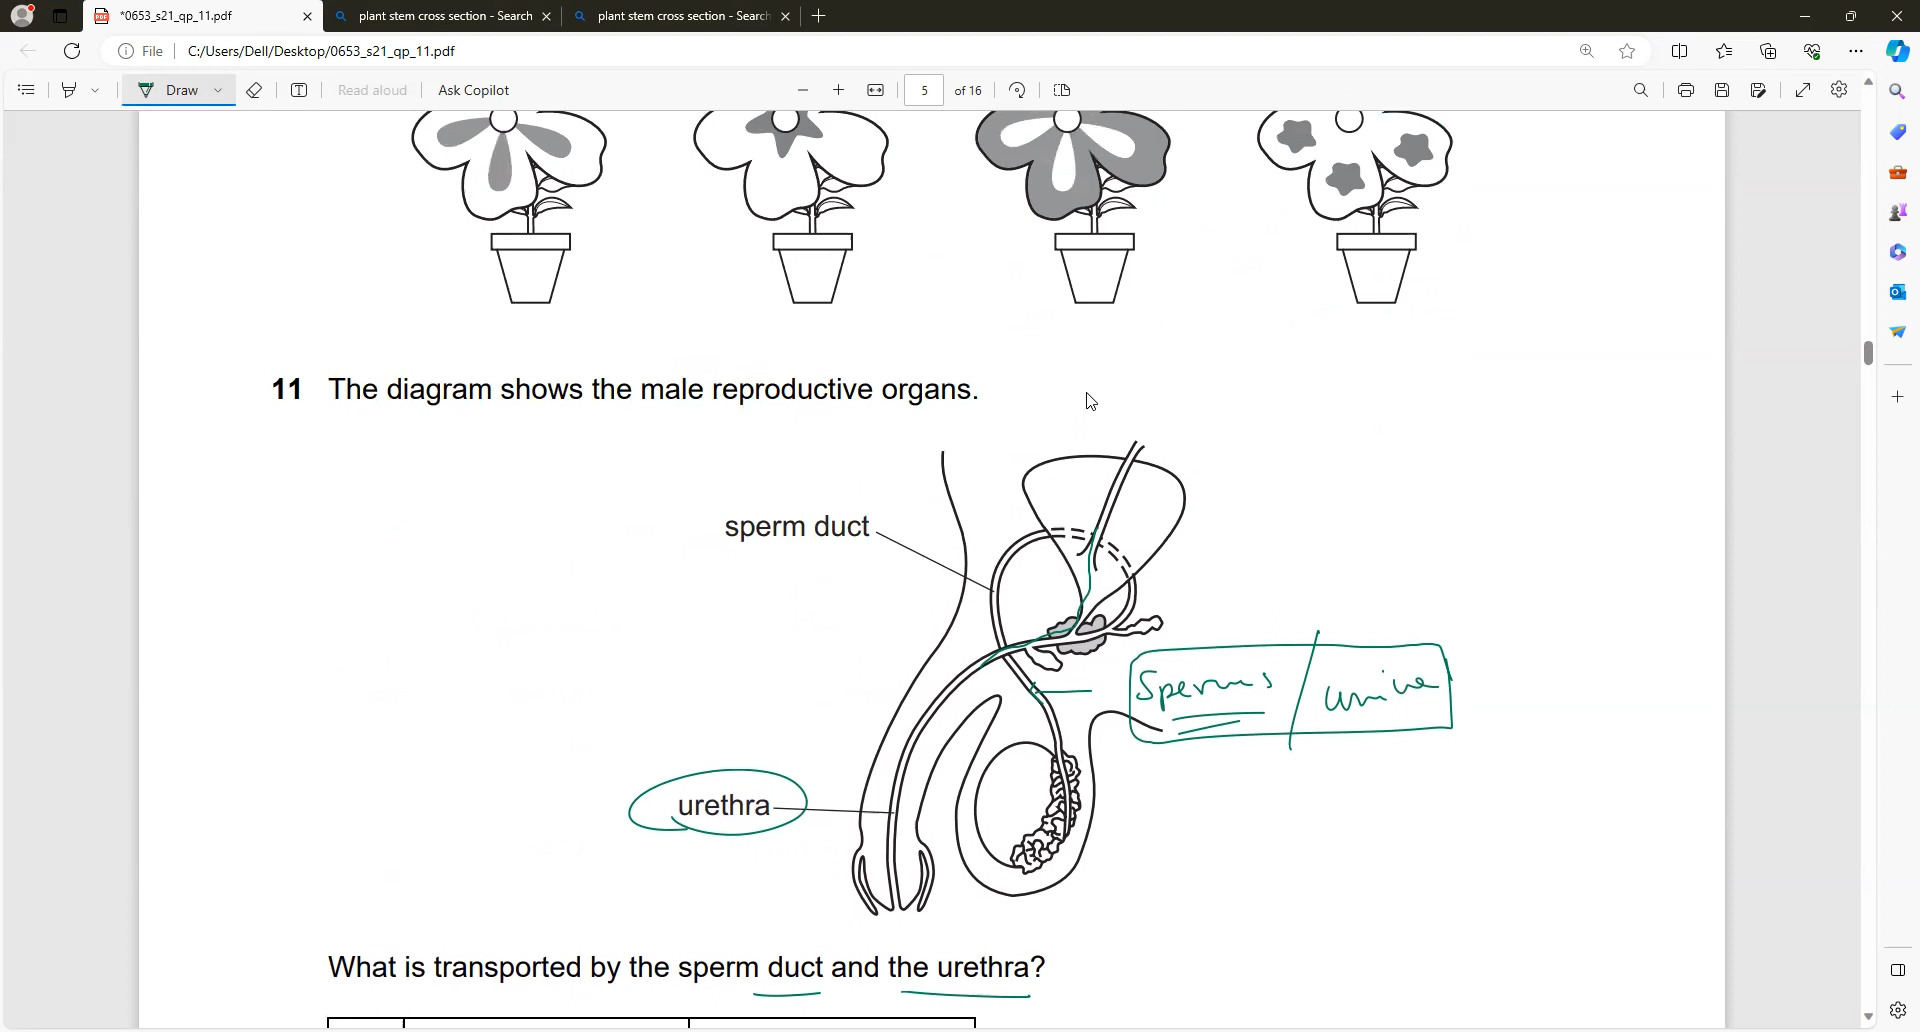 *0653_s21_qp_11.pdf
plant stem cross section - Search
plant stem cross section - Search
File
C:/Users/Dell/Desktop/0653_s21_qp_11.pdf
Draw
Read aloud
Ask Copilot
5 of 16
11 The diagram shows the male reproductive organs.
sperm duct
Sperms / urine
urethra
What is transported by the sperm duct and the urethra?